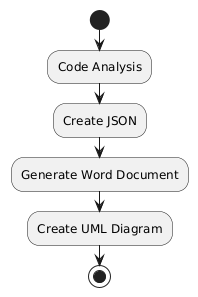 Code Analysis
Create JSON
Generate Word Document
Create UML Diagram